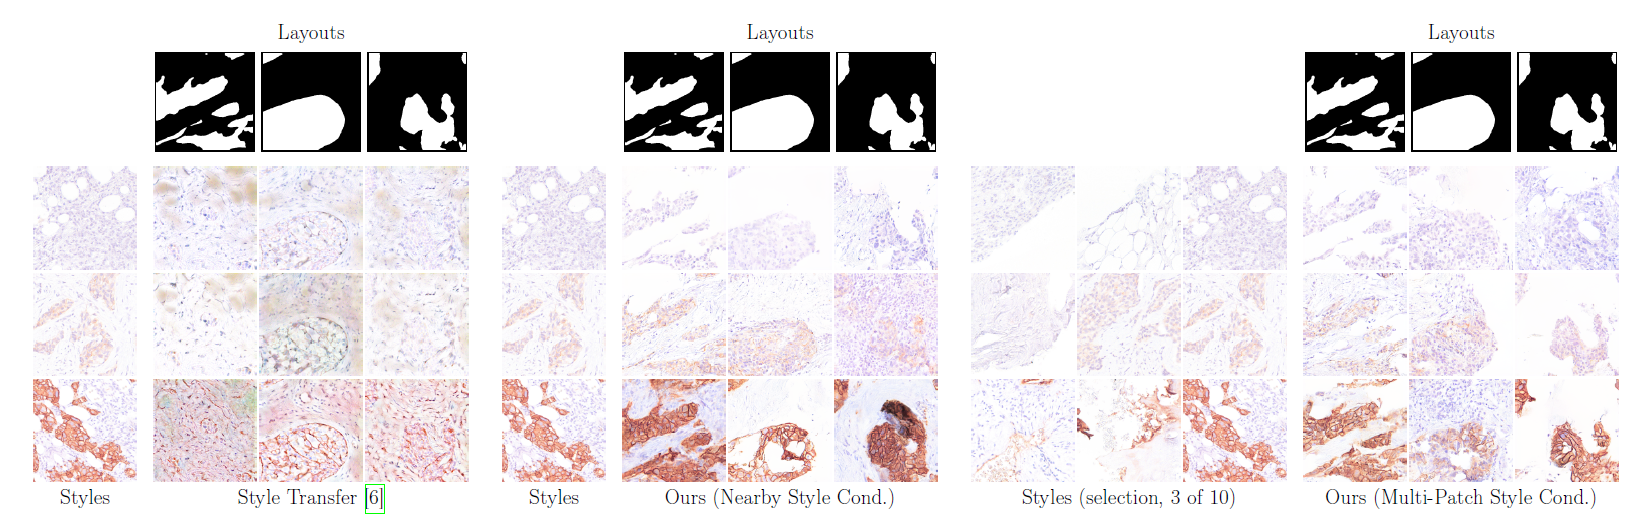 Layouts
Layouts
Layouts
Styles
Style Transfer [6]
Styles
Ours (Nearby Style Cond.)
Styles (selection, 3 of 10)
Ours (Multi-Patch Style Cond.)